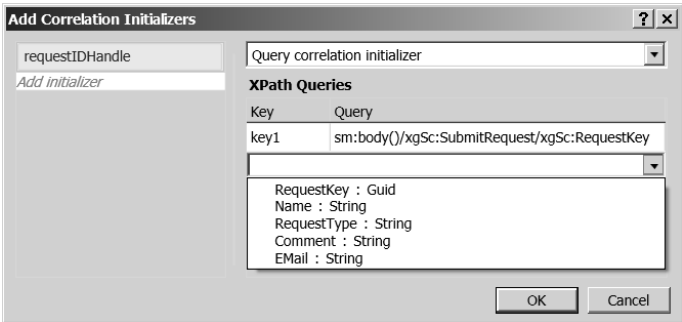 Add Correlation Initializers
? x
requestIDHandle
Add initializer
Query correlation initializer
XPath Queries
Key Query
key1 sm:body()/xgSc:SubmitRequest/xgSc:RequestKey
RequestKey : Guid
Name : String
RequestType : String
Comment : String
EMail : String
OK Cancel